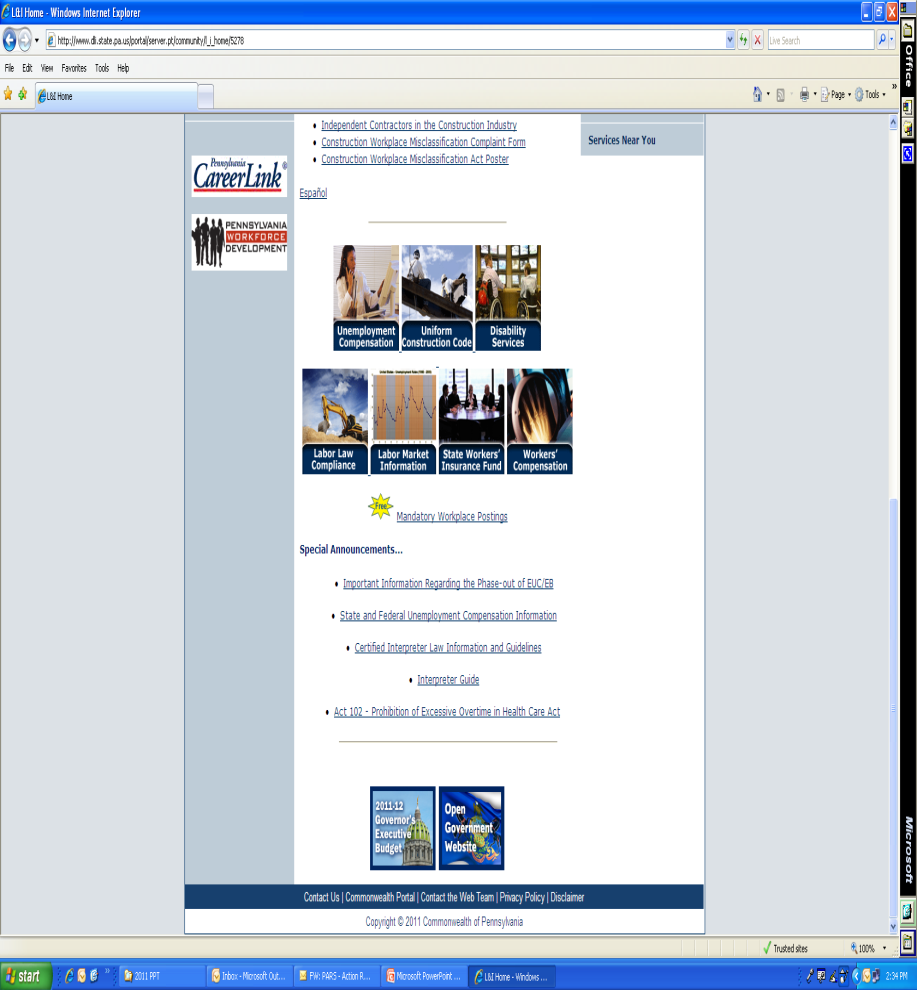 L&I Home - Windows Internet Explorer
http://www.dli.state.pa.us/portal/server.pt/community/l_i_home/5278
Live Search
File Edit View Favorites Tools Help
L&I Home
Page
Tools
Office
Independent Contractors in the Construction Industry
Construction Workplace Misclassification Complaint Form
Construction Workplace Misclassification Act Poster
Services Near You
Pennsylvania
CareerLink®
Español
PENNSYLVANIA
WORKFORCE
DEVELOPMENT
Unemployment Compensation
Uniform Construction Code
Disability Services
Labor Law Compliance
Labor Market Information
State Workers' Insurance Fund
Workers' Compensation
Free
Mandatory Workplace Postings
Special Announcements...
Important Information Regarding the Phase-out of EUC/EB
State and Federal Unemployment Compensation Information
Certified Interpreter Law Information and Guidelines
Interpreter Guide
Act 102 - Prohibition of Excessive Overtime in Health Care Act
2011-12 Governor's Executive Budget
Open Government Website
Microsoft
Contact Us | Commonwealth Portal | Contact the Web Team | Privacy Policy | Disclaimer
Copyright © 2011 Commonwealth of Pennsylvania
Trusted sites
100%
start
2011 PPT
Inbox - Microsoft Out...
FW: PARS - Action R...
Microsoft PowerPoint ...
L&I Home - Windows ...
2:34 PM